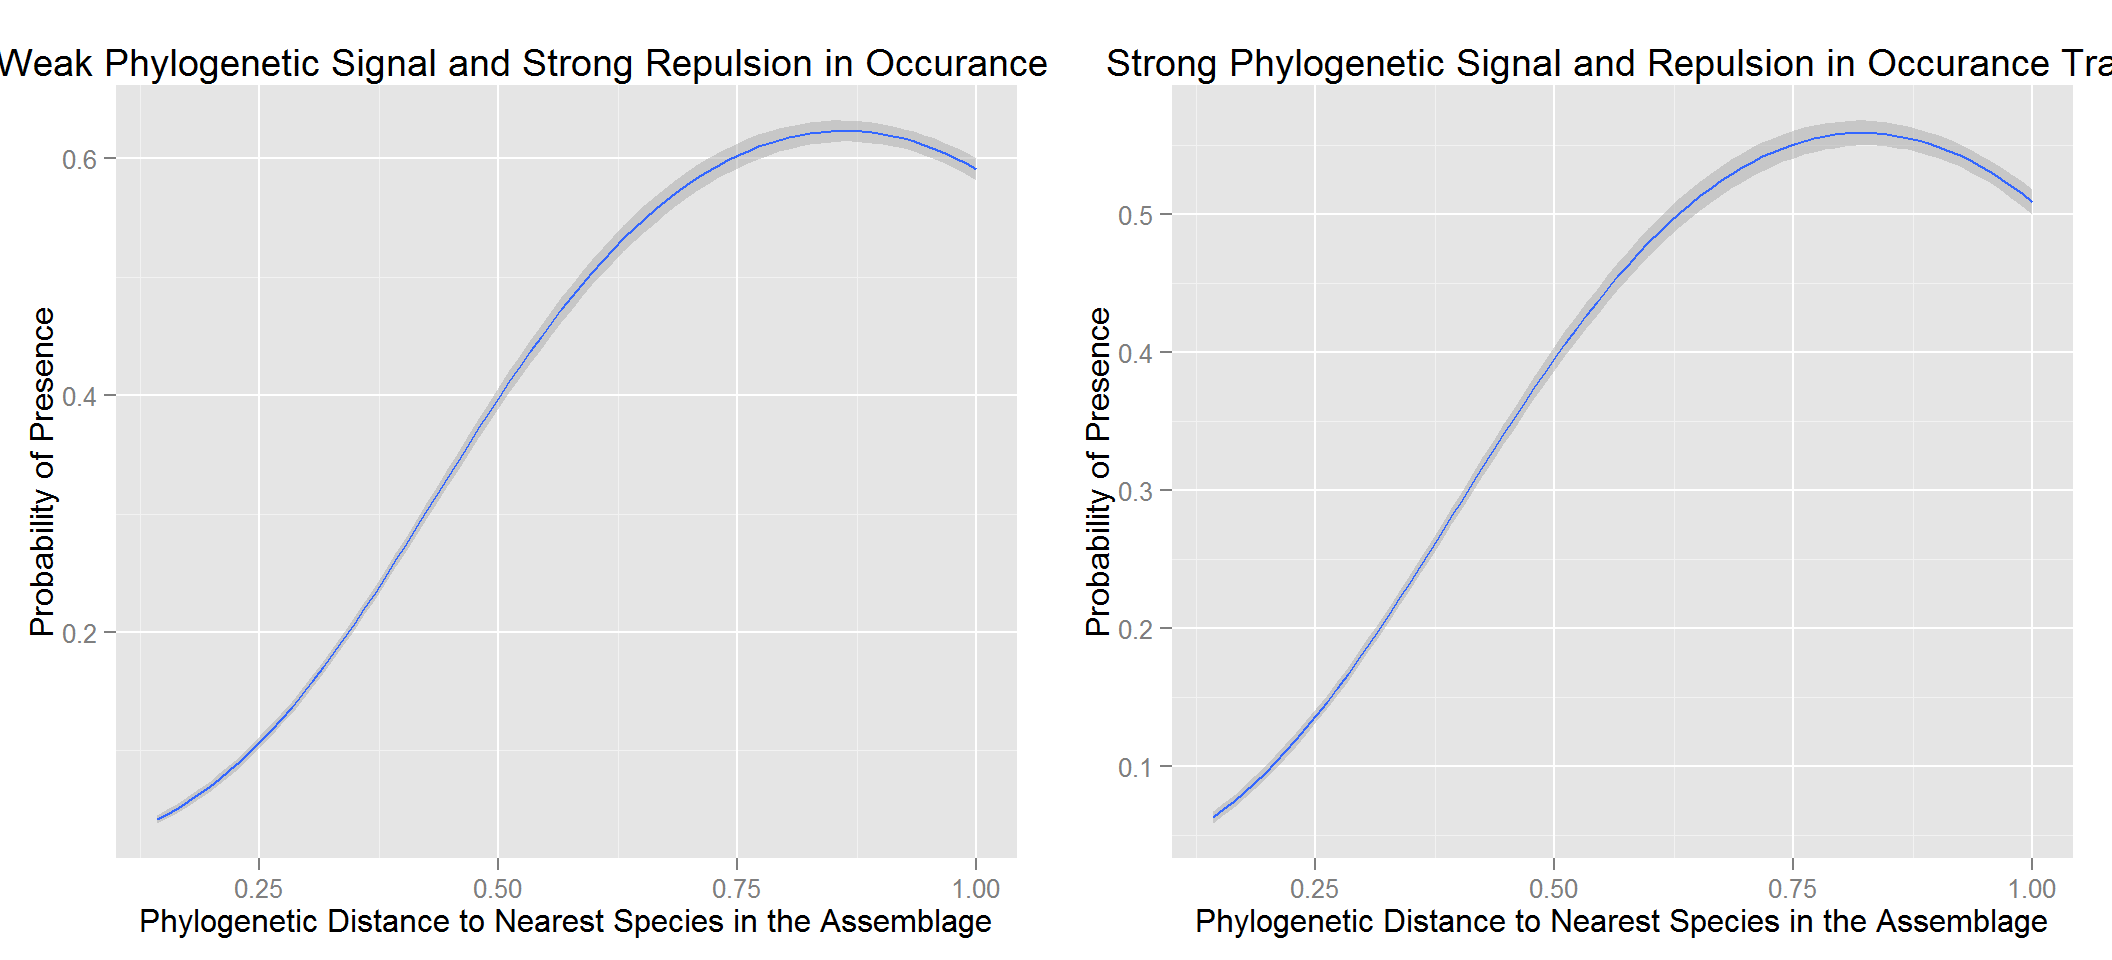 Weak Phylogenetic Signal and Strong Repulsion in Occurance
Probability of Presence
0.6
0.4
0.2
0.25 0.50 0.75 1.00
Phylogenetic Distance to Nearest Species in the Assemblage
Strong Phylogenetic Signal and Repulsion in Occurance Tra
Probability of Presence
0.5
0.4
0.3
0.2
0.1
0.25 0.50 0.75 1.00
Phylogenetic Distance to Nearest Species in the Assemblage